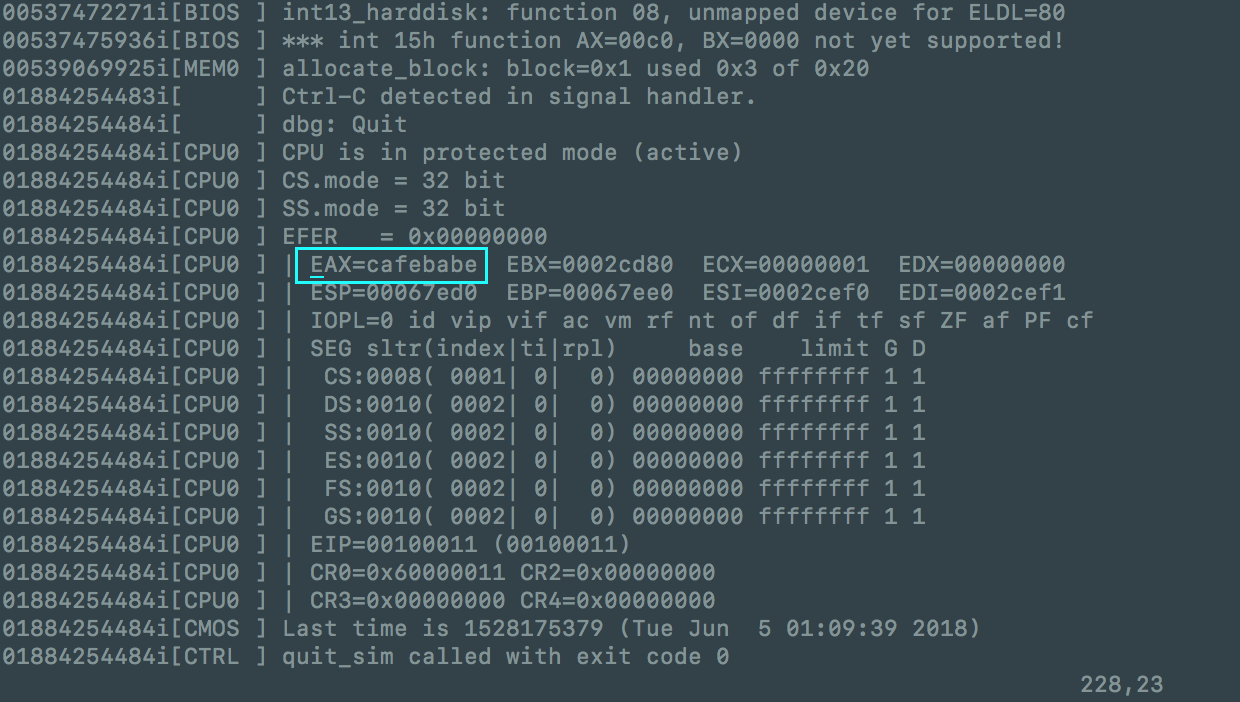 00537472271i[BIOS ] int13_harddisk: function 08, unmapped device for ELDL=80
00537475936i[BIOS ] *** int 15h function AX=00c0, BX=0000 not yet supported!
00539069925i[MEM0 ] allocate_block: block=0x1 used 0x3 of 0x20
01884254483i[     ] Ctrl-C detected in signal handler.
01884254484i[     ] dbg: Quit
01884254484i[CPU0 ] CPU is in protected mode (active)
01884254484i[CPU0 ] CS.mode = 32 bit
01884254484i[CPU0 ] SS.mode = 32 bit
01884254484i[CPU0 ] EFER   = 0x00000000
01884254484i[CPU0 ] | EAX=cafebabe  EBX=0002cd80  ECX=00000001  EDX=00000000
01884254484i[CPU0 ] | ESP=00067ed0  EBP=00067ee0  ESI=0002cef0  EDI=0002cef1
01884254484i[CPU0 ] | IOPL=0 id vip vif ac vm rf nt of df if tf sf ZF af PF cf
01884254484i[CPU0 ] | SEG sltr(index|ti|rpl)     base    limit G D
01884254484i[CPU0 ] |  CS:0008( 0001| 0|  0) 00000000 ffffffff 1 1
01884254484i[CPU0 ] |  DS:0010( 0002| 0|  0) 00000000 ffffffff 1 1
01884254484i[CPU0 ] |  SS:0010( 0002| 0|  0) 00000000 ffffffff 1 1
01884254484i[CPU0 ] |  ES:0010( 0002| 0|  0) 00000000 ffffffff 1 1
01884254484i[CPU0 ] |  FS:0010( 0002| 0|  0) 00000000 ffffffff 1 1
01884254484i[CPU0 ] |  GS:0010( 0002| 0|  0) 00000000 ffffffff 1 1
01884254484i[CPU0 ] | EIP=00100011 (00100011)
01884254484i[CPU0 ] | CR0=0x60000011 CR2=0x00000000
01884254484i[CPU0 ] | CR3=0x00000000 CR4=0x00000000
01884254484i[CMOS ] Last time is 1528175379 (Tue Jun  5 01:09:39 2018)
01884254484i[CTRL ] quit_sim called with exit code 0
228,23